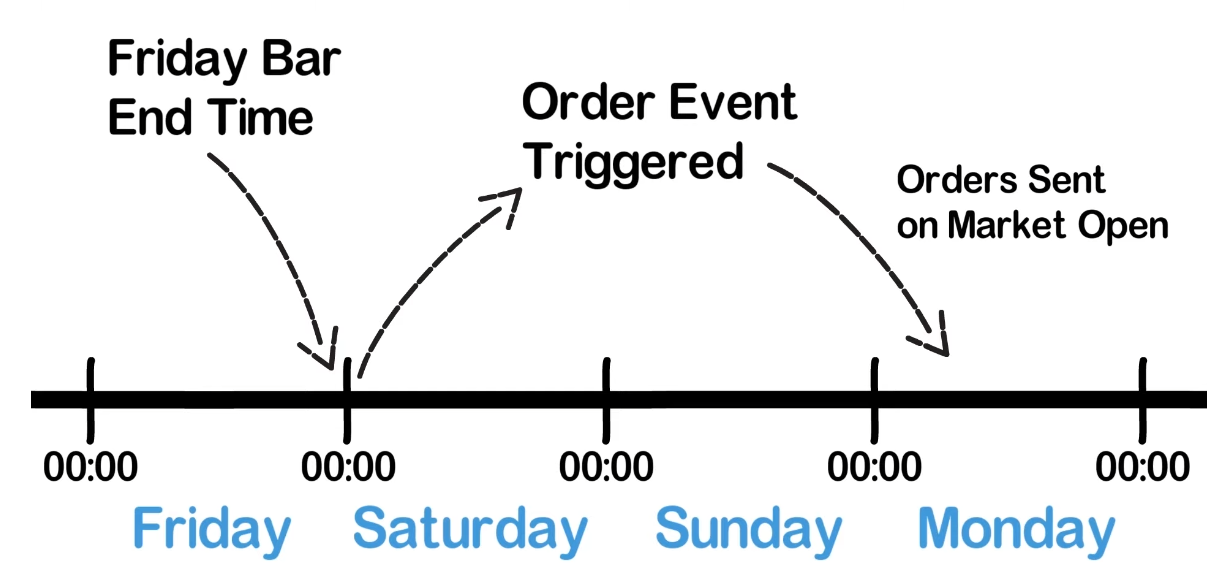 Friday Bar
End Time
Order Event
Triggered
Orders Sent
on Market Open
00:00
00:00
00:00
00:00
00:00
Friday
Saturday
Sunday
Monday